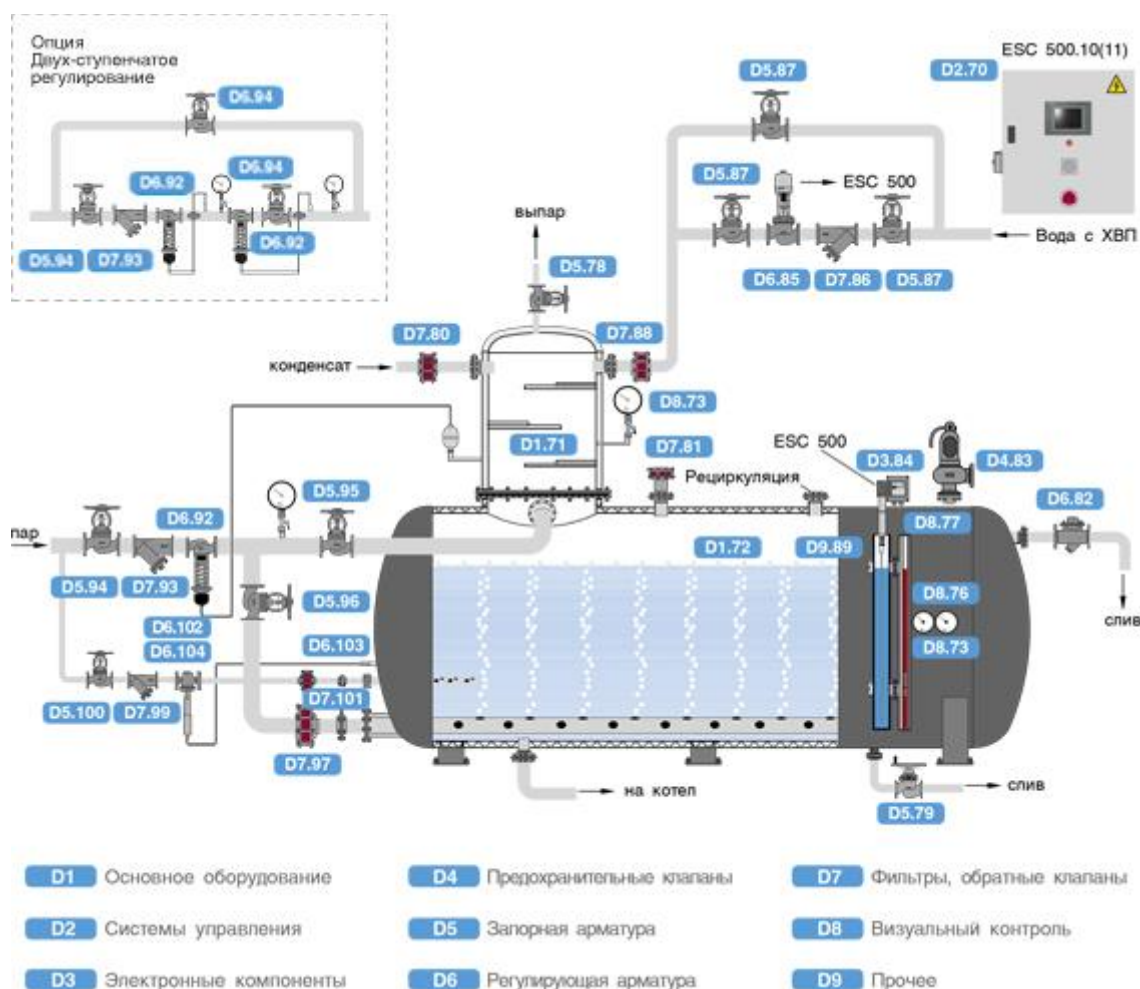 Опция
Двух-ступенчатое
регулирование
D6.94
D6.94
D6.92
D6.92
D5.94
D7.93
ESC 500.10(11)
D2.70
D5.87
D5.87
ESC 500
Вода с ХВП
D6.85
D7.86
D5.87
выпар
D5.78
D7.80
D7.88
конденсат
D8.73
D1.71
D7.81
ESC 500
D3.84
D4.83
Рециркуляция
D6.82
D5.95
D6.92
пар
D8.77
D1.72
D9.89
D5.94
D7.93
D5.96
D8.76
слив
D6.102
D6.104
D6.103
D8.73
D5.100
D7.99
D7.101
D7.97
на котел
слив
D5.79
D1 Основное оборудование
D4 Предохранительные клапаны
D7 Фильтры, обратные клапаны
D2 Системы управления
D5 Запорная арматура
D8 Визуальный контроль
D3 Электронные компоненты
D6 Регулирующая арматура
D9 Прочее